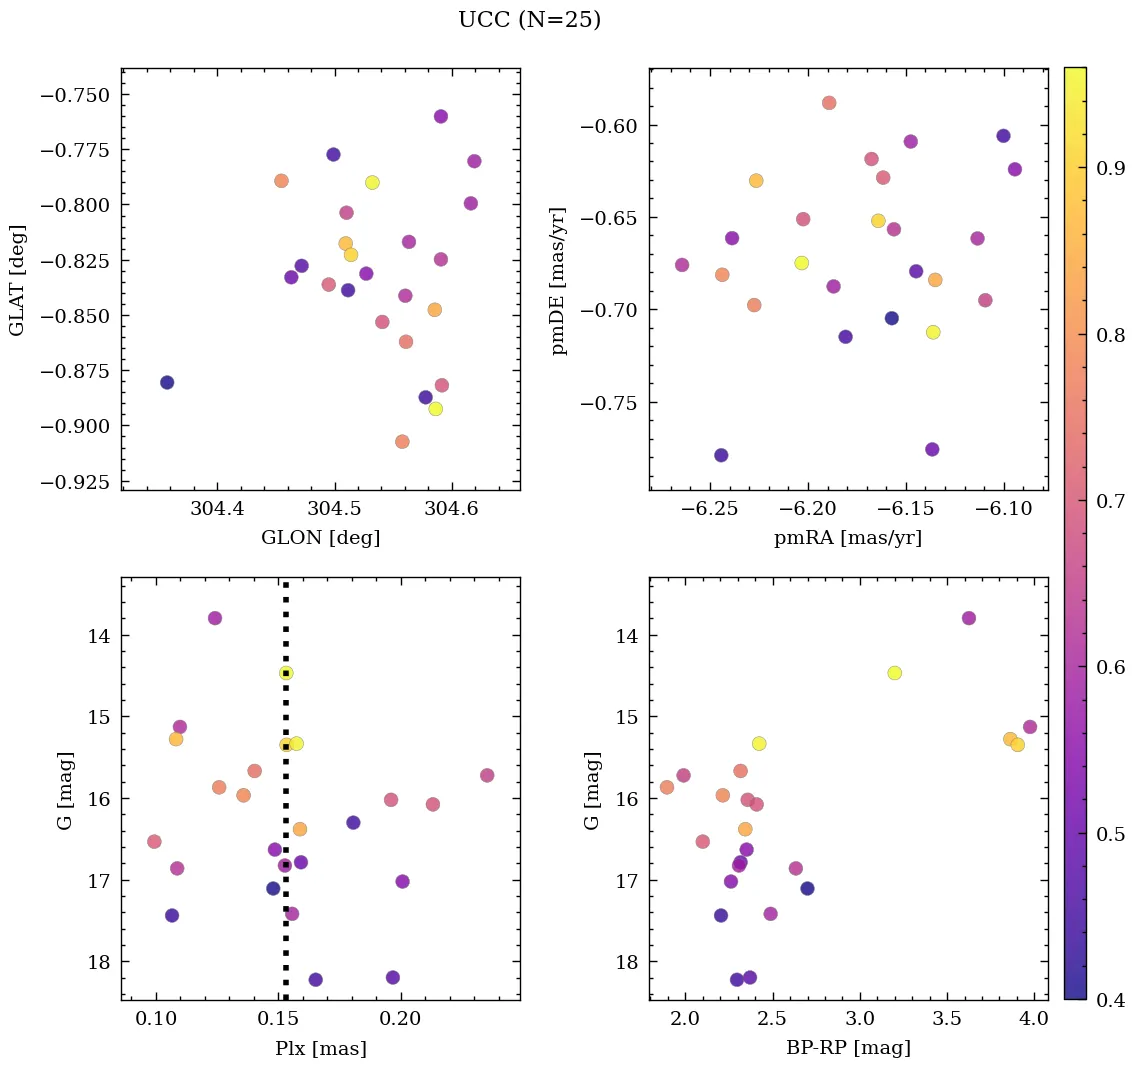 UCC (N=25)
−0.750
−0.775
−0.800
−0.825
−0.850
−0.875
−0.900
−0.925
GLAT [deg]
304.4 304.5 304.6
GLON [deg]
−0.60
−0.65
−0.70
−0.75
pmDE [mas/yr]
−6.25 −6.20 −6.15 −6.10
pmRA [mas/yr]
14
15
16
17
18
G [mag]
0.10 0.15 0.20
Plx [mas]
14
15
16
17
18
G [mag]
2.0 2.5 3.0 3.5 4.0
BP-RP [mag]
0.9
0.8
0.7
0.6
0.5
0.4